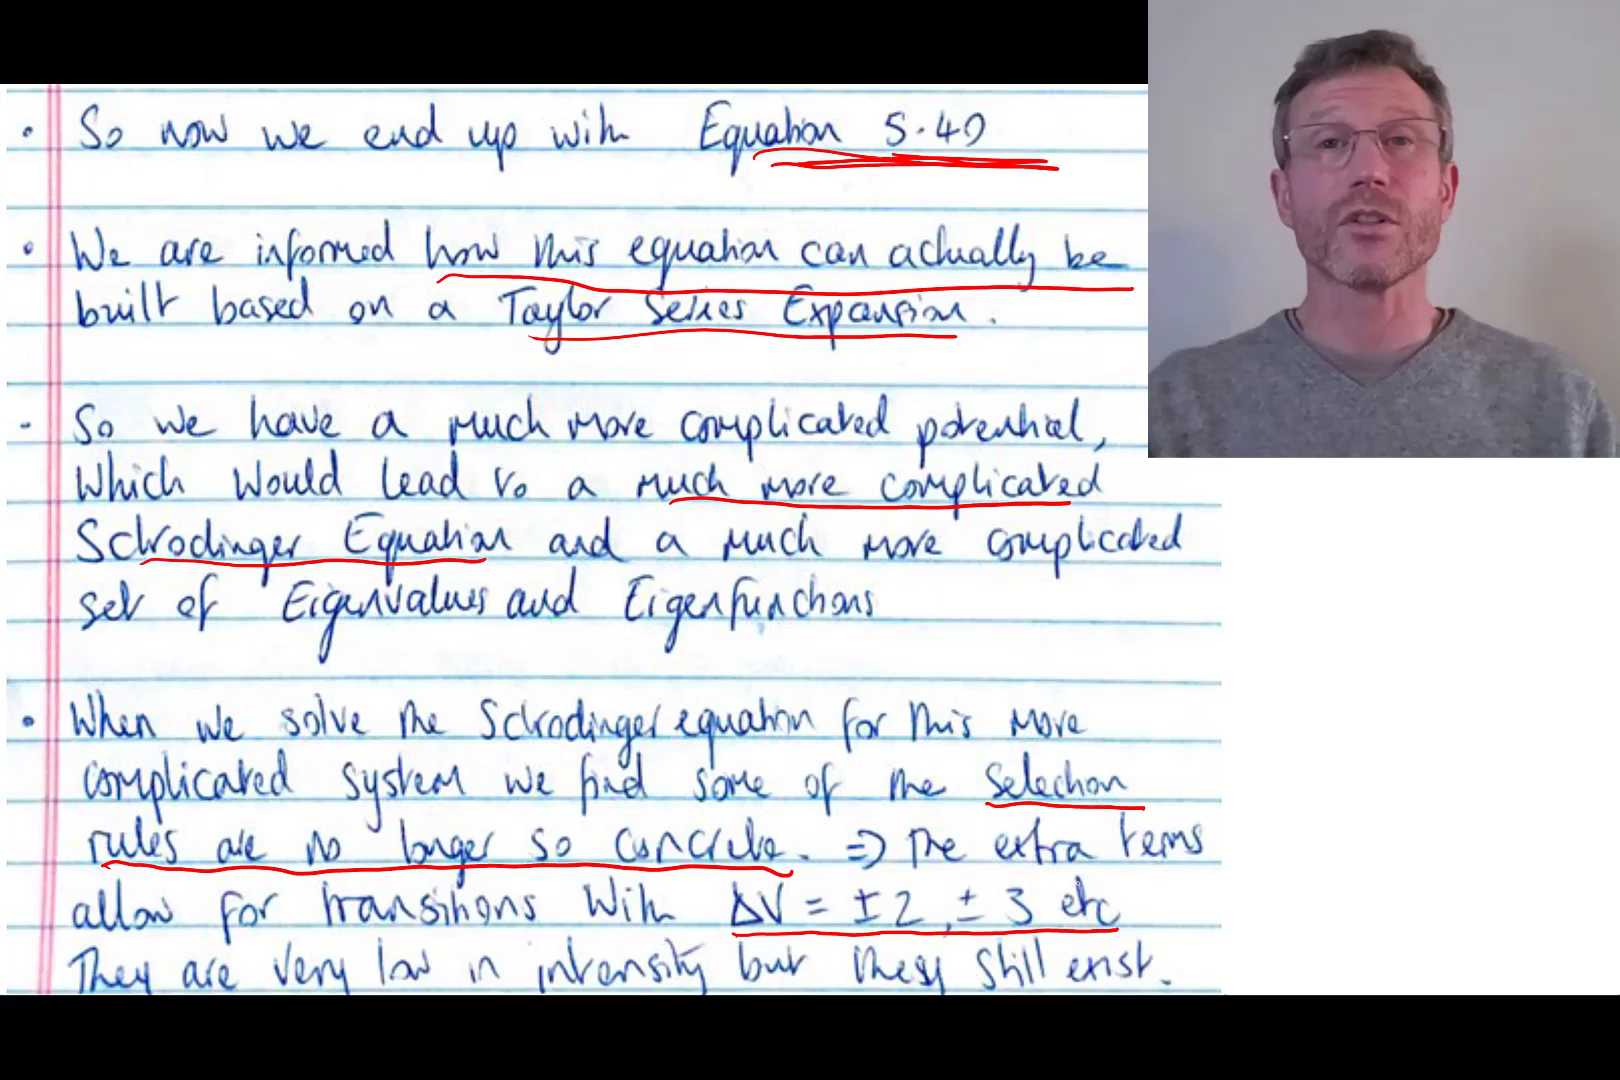 • So now we end up with Equation 5.40
• We are informed how this equation can actually be
built based on a Taylor Series Expansion.
- So we have a much more complicated potential,
which would lead to a much more complicated
Schrodinger Equation and a much more complicated
set of Eigenvalues and Eigenfunctions
• When we solve the Schrodinger equation for this more
complicated system we find some of the selection
rules are no longer so concrete. ⇒ The extra terms
allow for transitions with ΔV = ±2, ±3 etc
They are very low in intensity but they still exist.